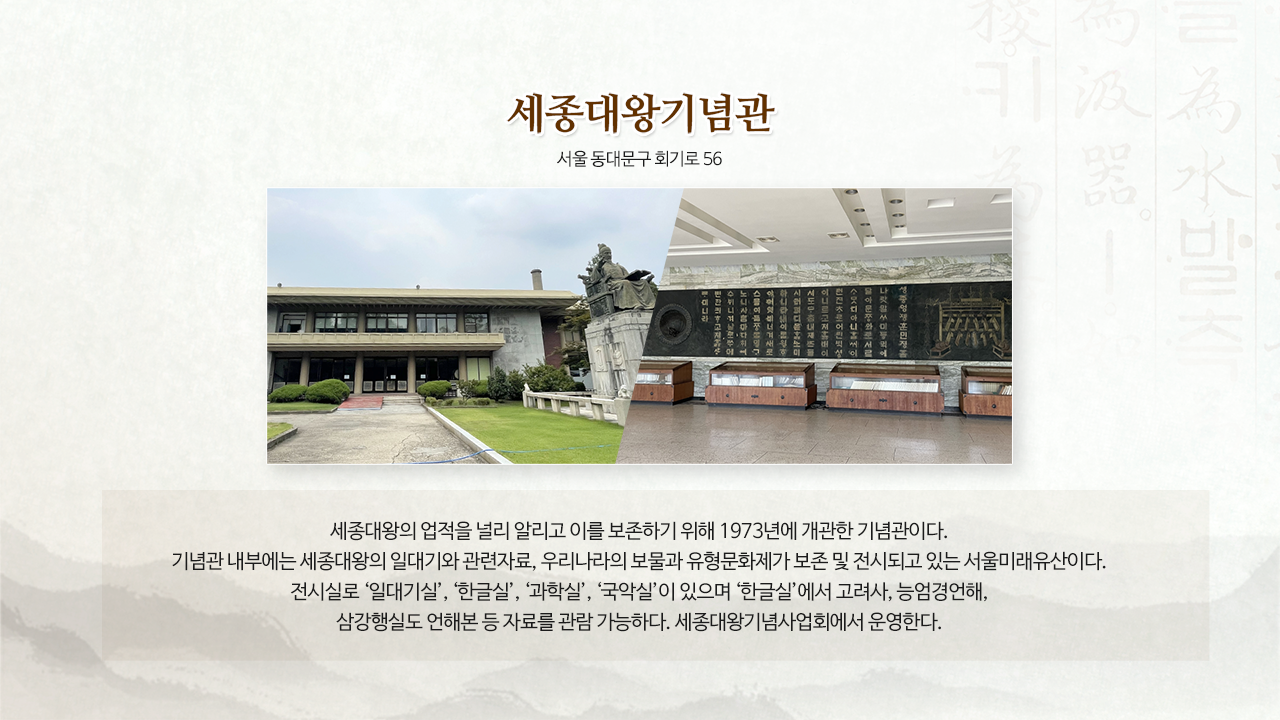 세종대왕기념관
서울 동대문구 회기로 56
세종대왕의 업적을 널리 알리고 이를 보존하기 위해 1973년에 개관한 기념관이다.
기념관 내부에는 세종대왕의 일대기와 관련자료, 우리나라의 보물과 유형문화제가 보존 및 전시되고 있는 서울미래유산이다.
전시실로 ‘일대기실’, ‘한글실’, ‘과학실’, ‘국악실’이 있으며 ‘한글실’에서 고려사, 능엄경언해,
삼강행실도 언해본 등 자료를 관람 가능하다. 세종대왕기념사업회에서 운영한다.